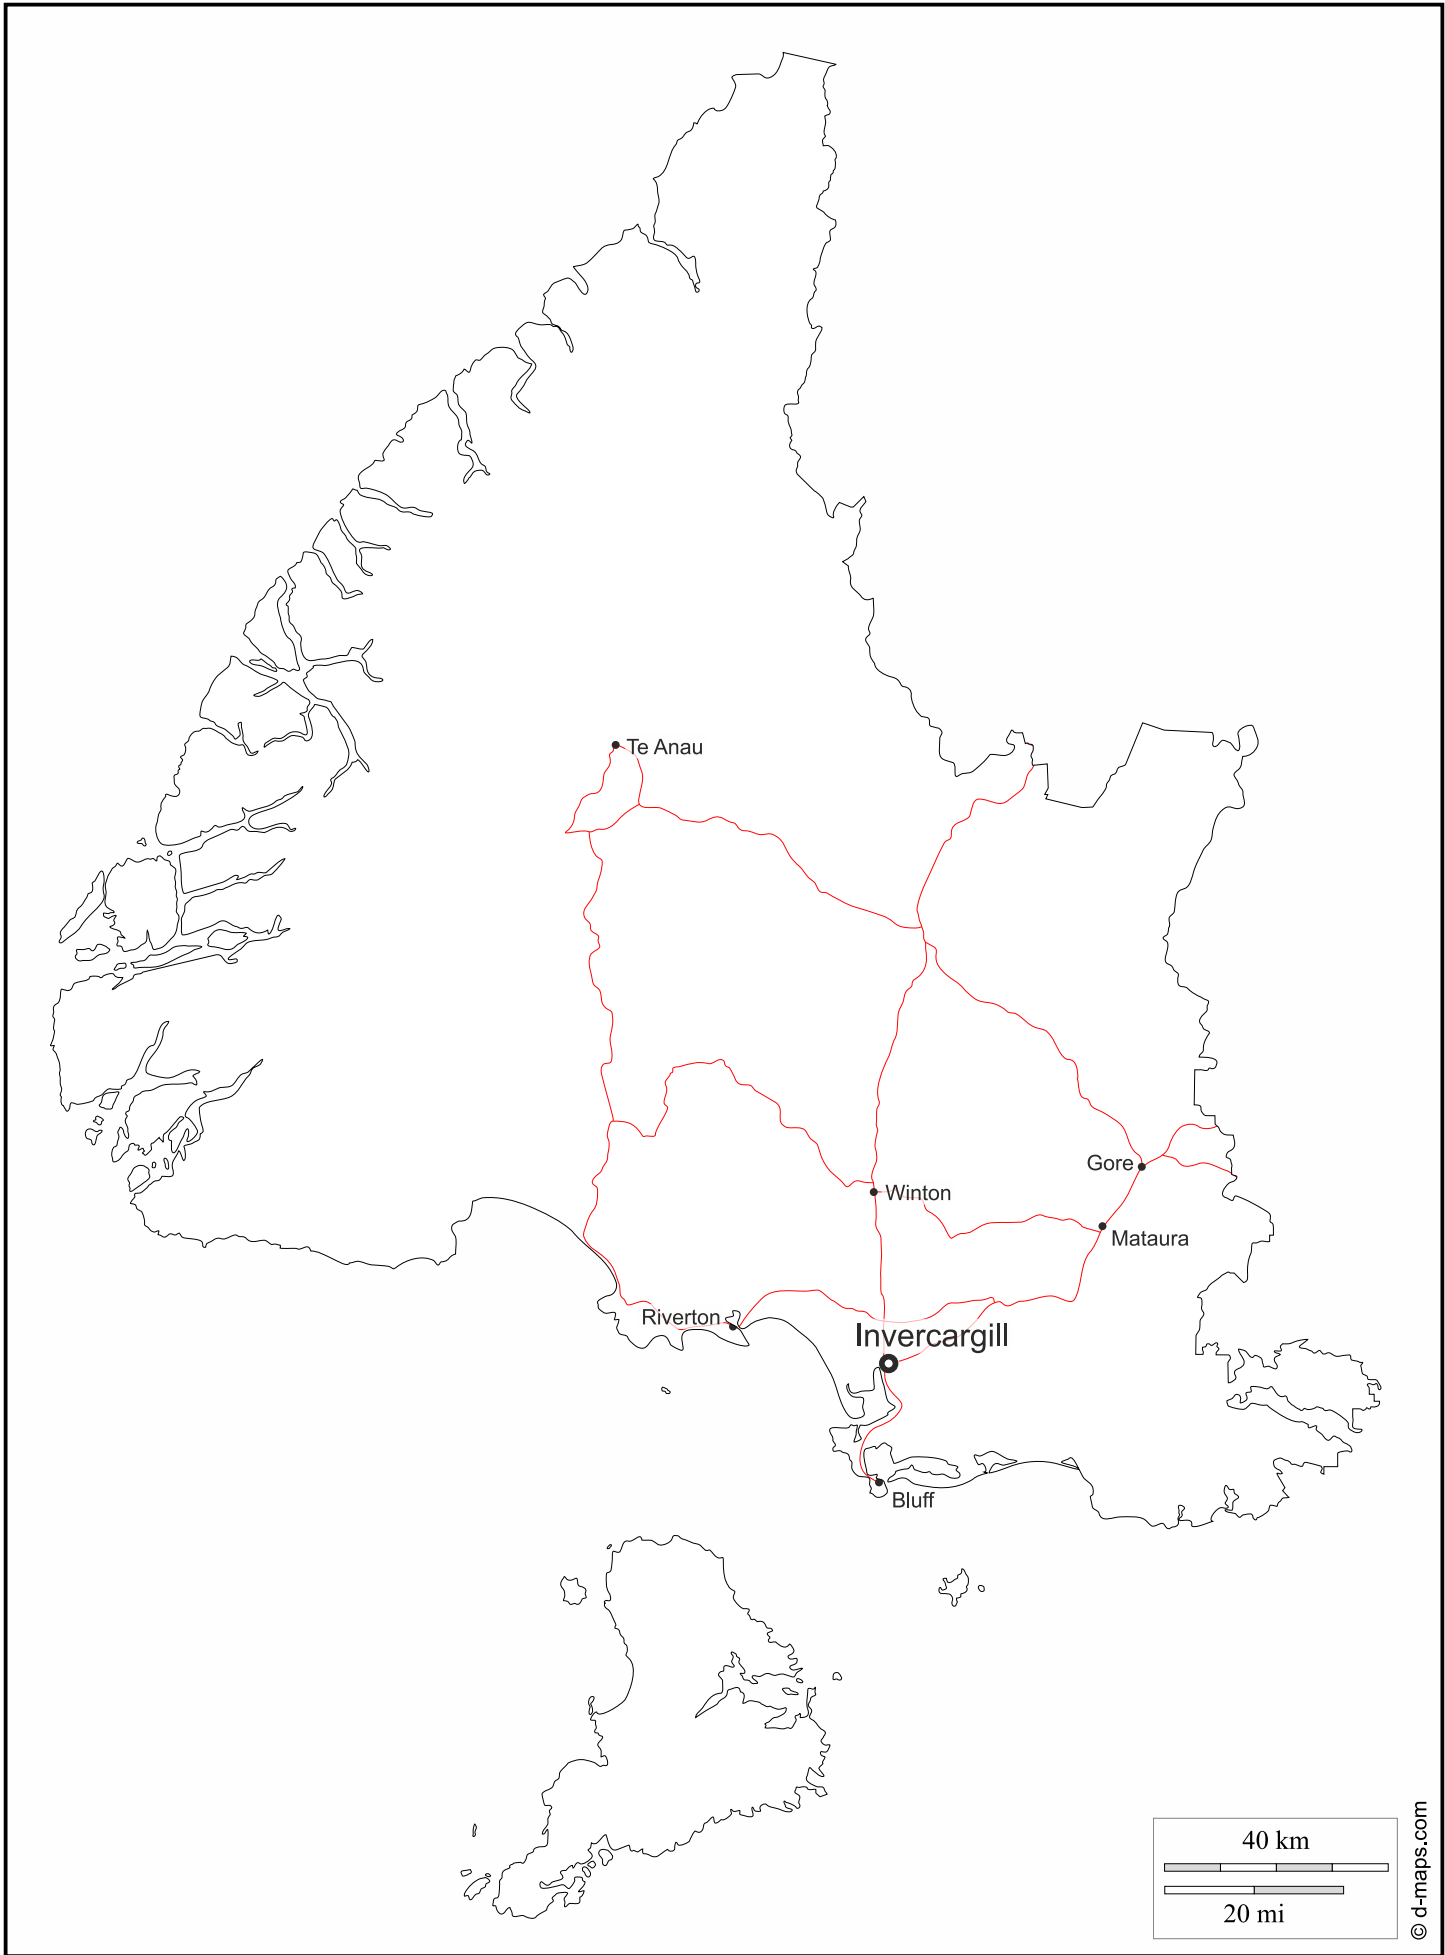 Te Anau
Gore
Winton
Mataura
Riverton
Invercargill
Bluff
40 km
20 mi
© d-maps.com